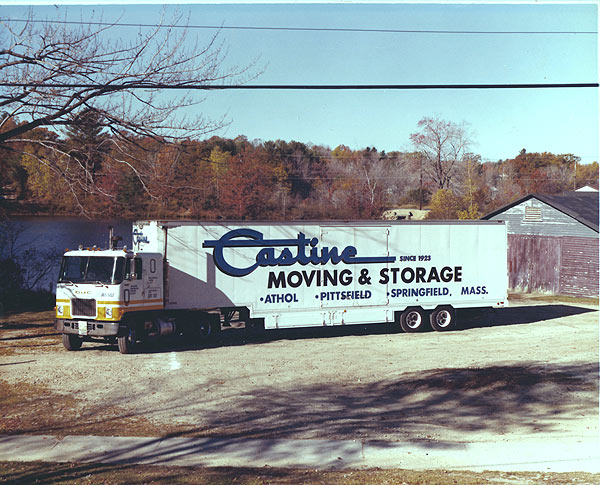 Castine
SINCE 1923
MOVING & STORAGE
•ATHOL •PITTSFIELD •SPRINGFIELD, MASS.